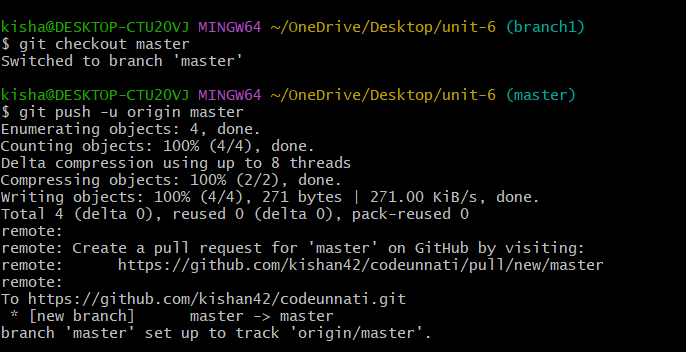 kisha@DESKTOP-CTU2OVJ MINGW64 ~/OneDrive/Desktop/unit-6 (branch1)
$ git checkout master
Switched to branch 'master'
kisha@DESKTOP-CTU2OVJ MINGW64 ~/OneDrive/Desktop/unit-6 (master)
$ git push -u origin master
Enumerating objects: 4, done.
Counting objects: 100% (4/4), done.
Delta compression using up to 8 threads
Compressing objects: 100% (2/2), done.
Writing objects: 100% (4/4), 271 bytes | 271.00 KiB/s, done.
Total 4 (delta 0), reused 0 (delta 0), pack-reused 0
remote:
remote: Create a pull request for 'master' on GitHub by visiting:
remote:      https://github.com/kishan42/codeunnati/pull/new/master
remote:
To https://github.com/kishan42/codeunnati.git
 * [new branch]      master -> master
branch 'master' set up to track 'origin/master'.